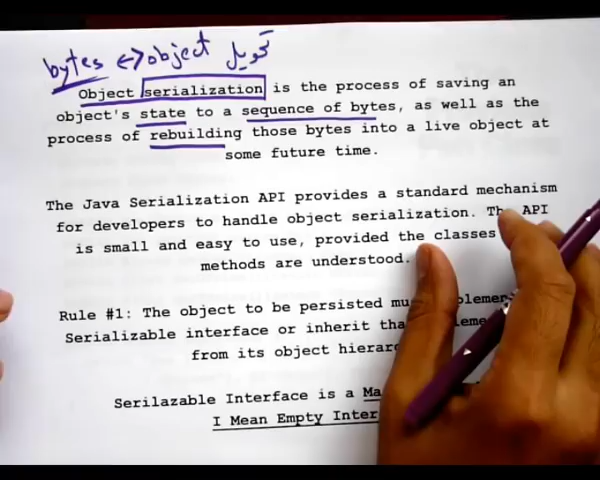 bytes <-> object تحويل
Object serialization is the process of saving an
object's state to a sequence of bytes, as well as the
process of rebuilding those bytes into a live object at
some future time.
The Java Serialization API provides a standard mechanism
for developers to handle object serialization. The API
is small and easy to use, provided the classes
methods are understood.
Rule #1: The object to be persisted
Serializable interface or inherit
from its object
Serilazable Interface is a
I Mean Empty